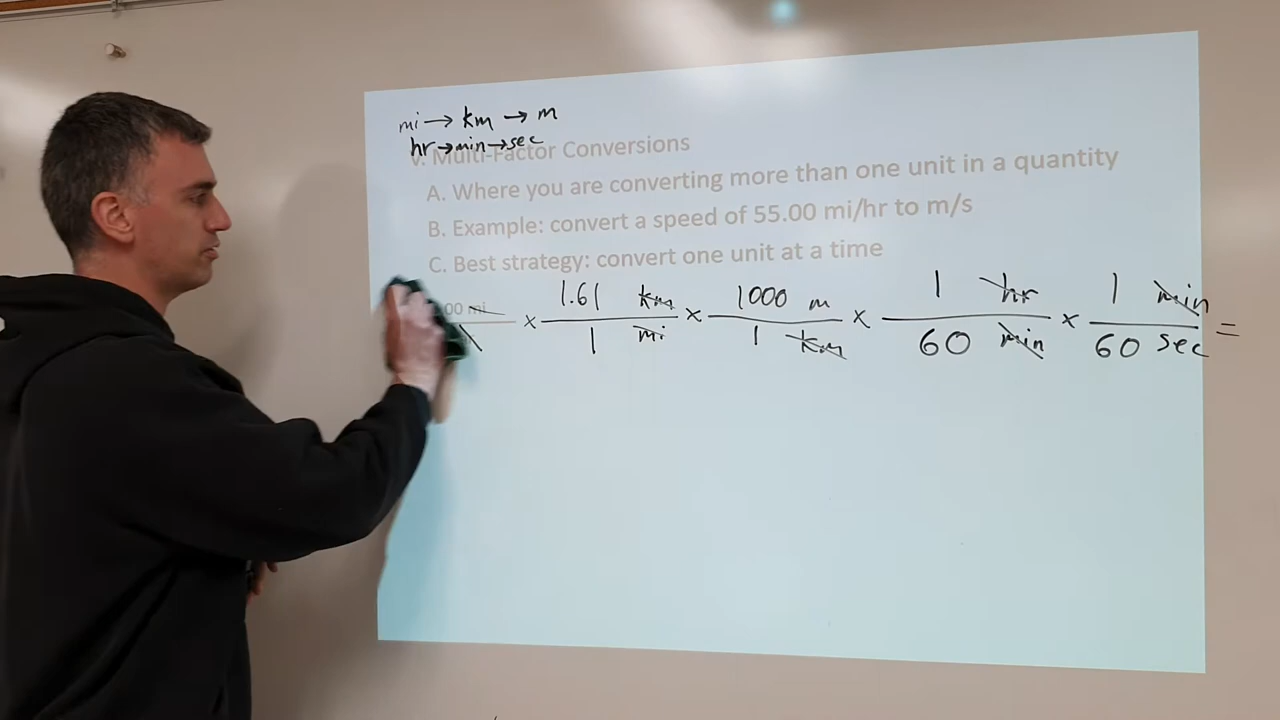 mi → km → m
hr→min→sec
V. Multi-Factor Conversions
A. Where you are converting more than one unit in a quantity
B. Example: convert a speed of 55.00 mi/hr to m/s
C. Best strategy: convert one unit at a time
00 mi × 1.61 km × 1000 m × 1 hr × 1 min =
1 mi 1 km 60 min 60 sec